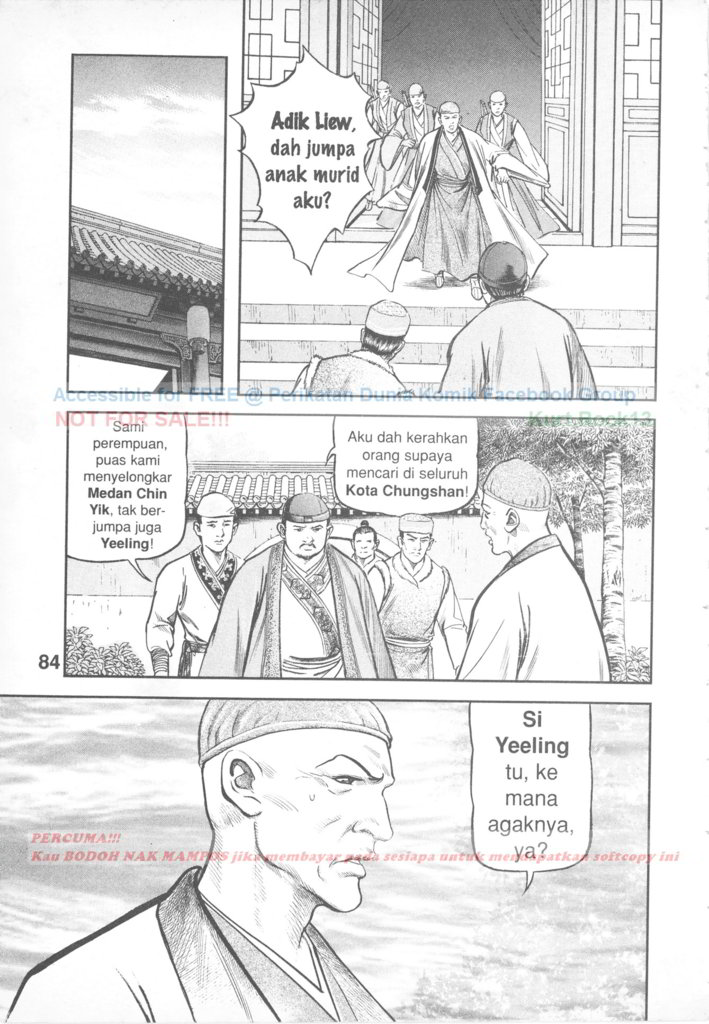 Adik Liew,
dah jumpa
anak murid
aku?
Accessible for FREE @ Perikatan Dunia Komik Facebook Group
NOT FOR SALE!!!
Kurt Rock13
Sami
perempuan,
puas kami
menyelongkar
Medan Chin
Yik, tak ber-
jumpa juga
Yeeling!
Aku dah kerahkan
orang supaya
mencari di seluruh
Kota Chungshan!
84
Si
Yeeling
tu, ke
mana
agaknya,
ya?
PERCUMA!!!
Kau BODOH NAK MAMPOS jika membayar pada sesiapa untuk mendapatkan softcopy ini